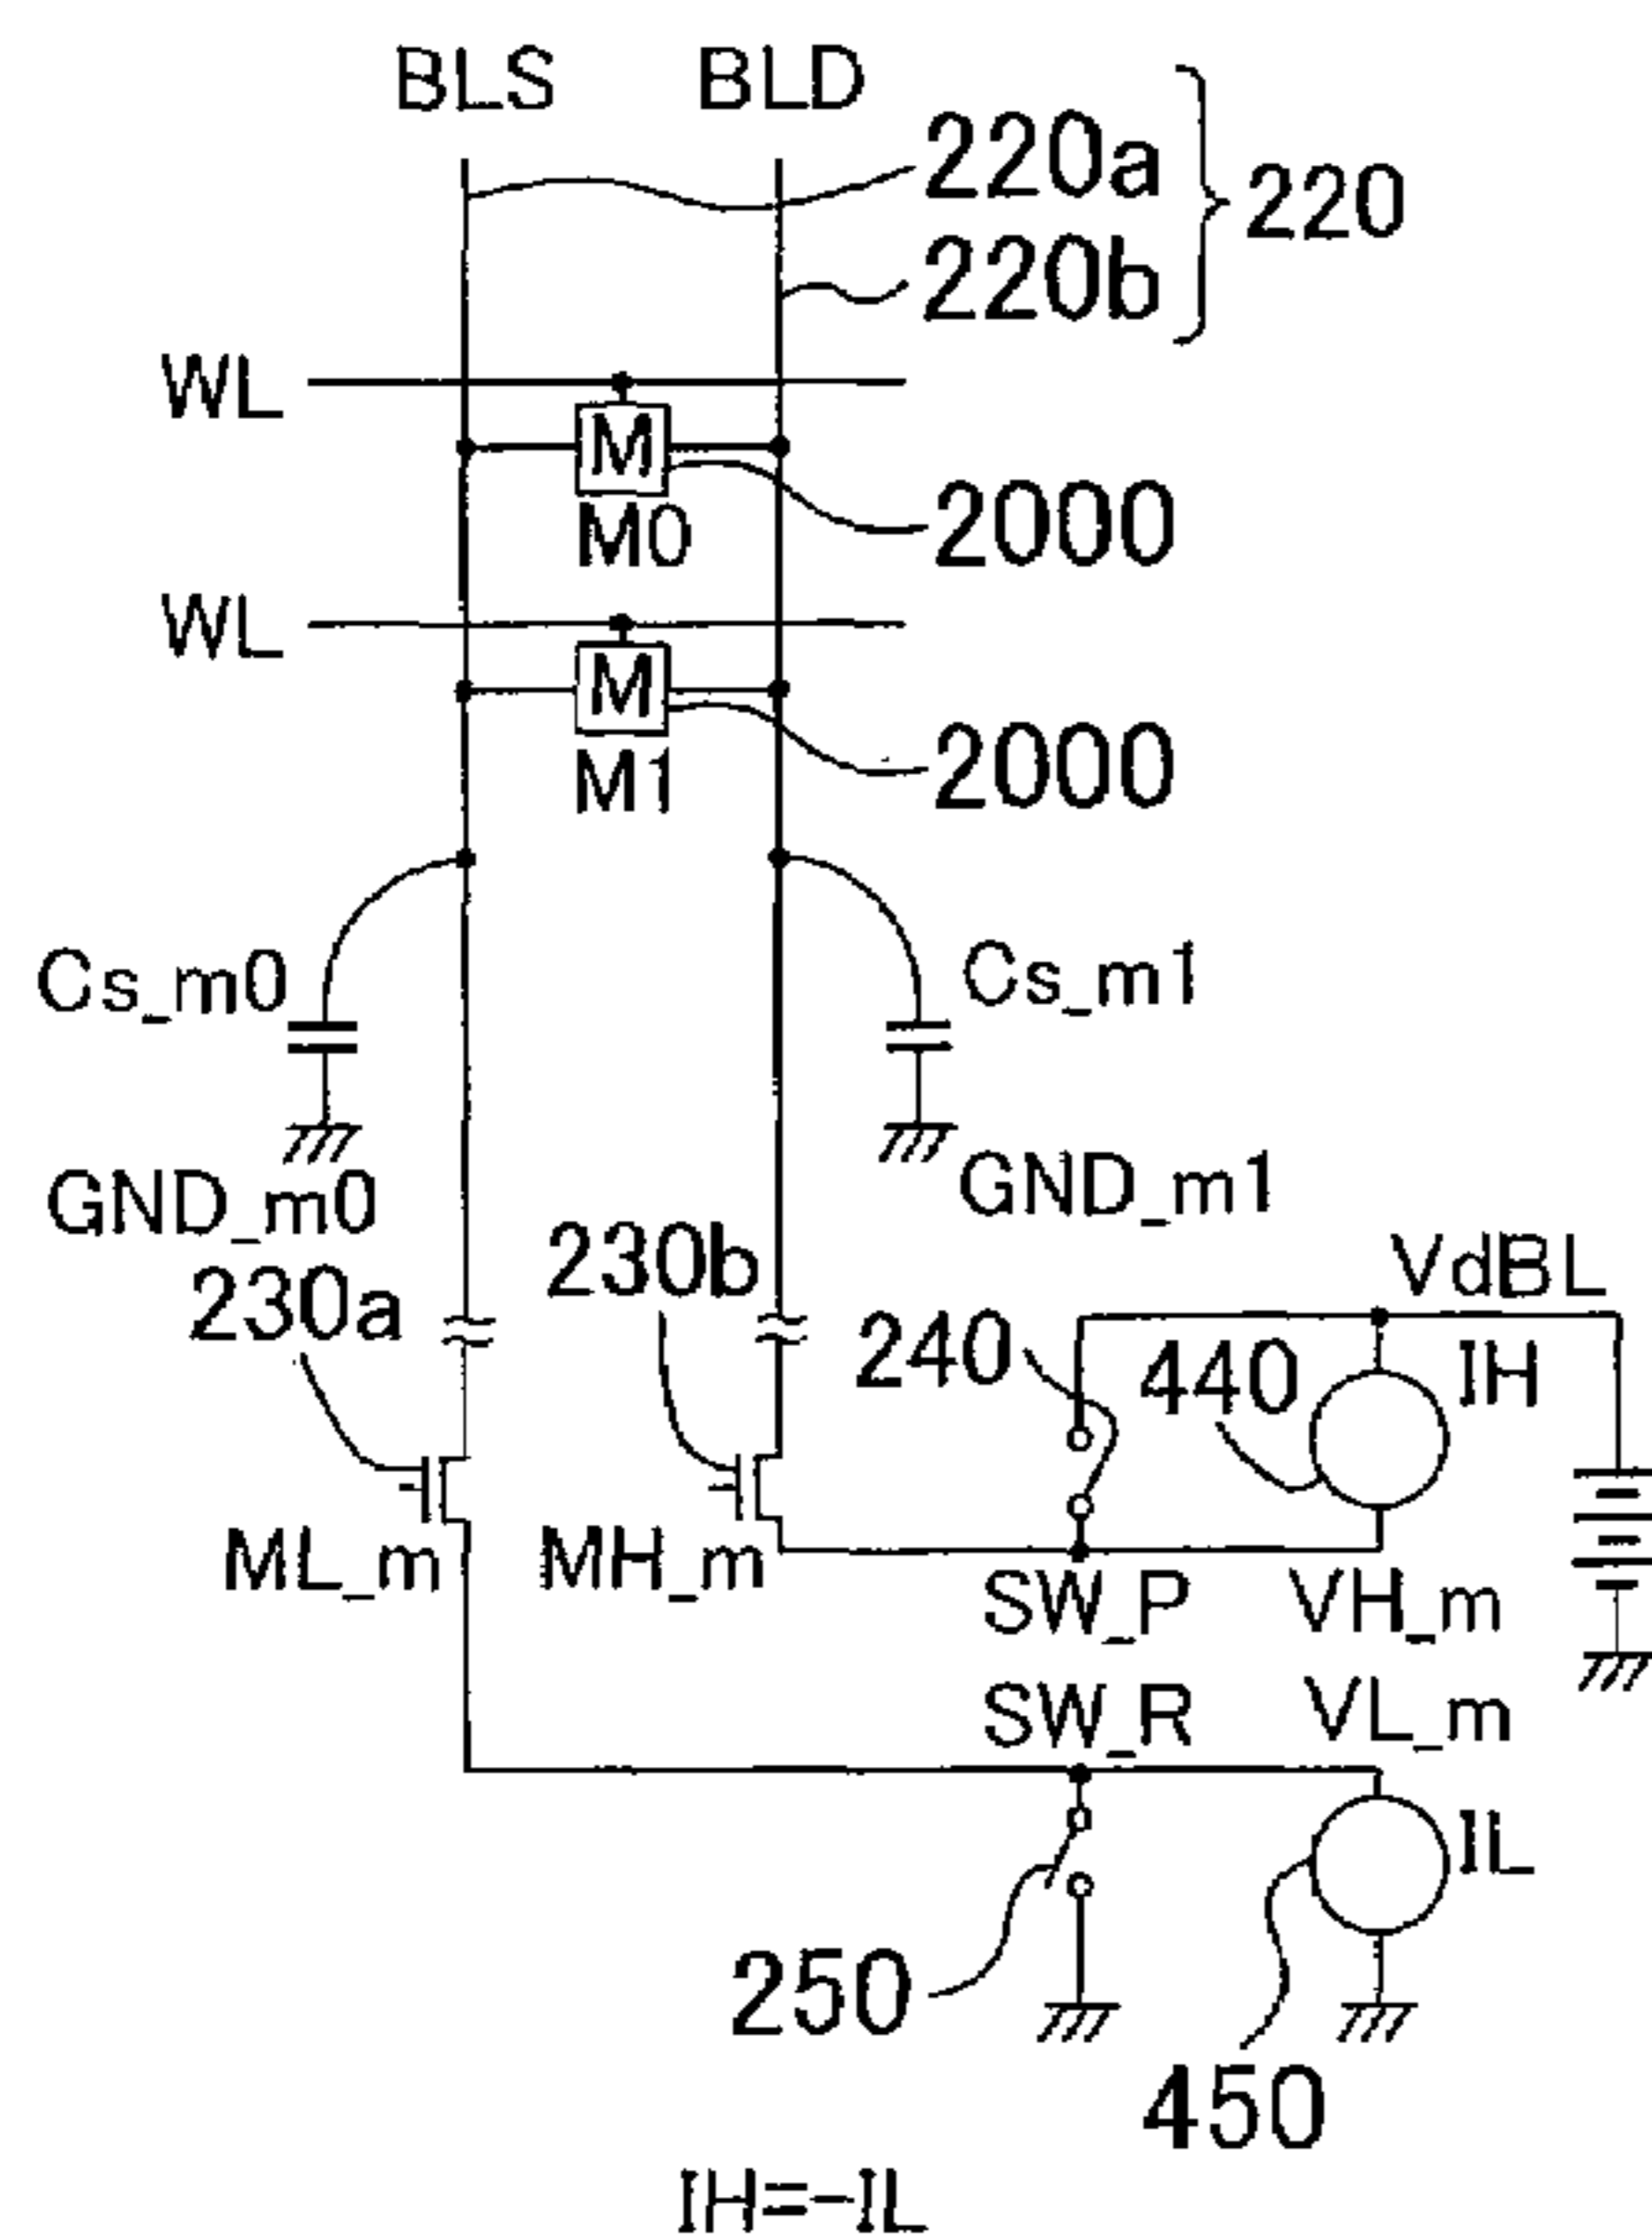 BLS BLD
220a
220
220b
WL
M
M0
2000
WL
M
M1
2000
Cs_m0
Cs_m1
GND_m0
GND_m1
230a
230b
VdBL
240
440
IH
ML_m
MH_m
SW_P
VH_m
SW_R
VL_m
IL
250
450
IH=-IL